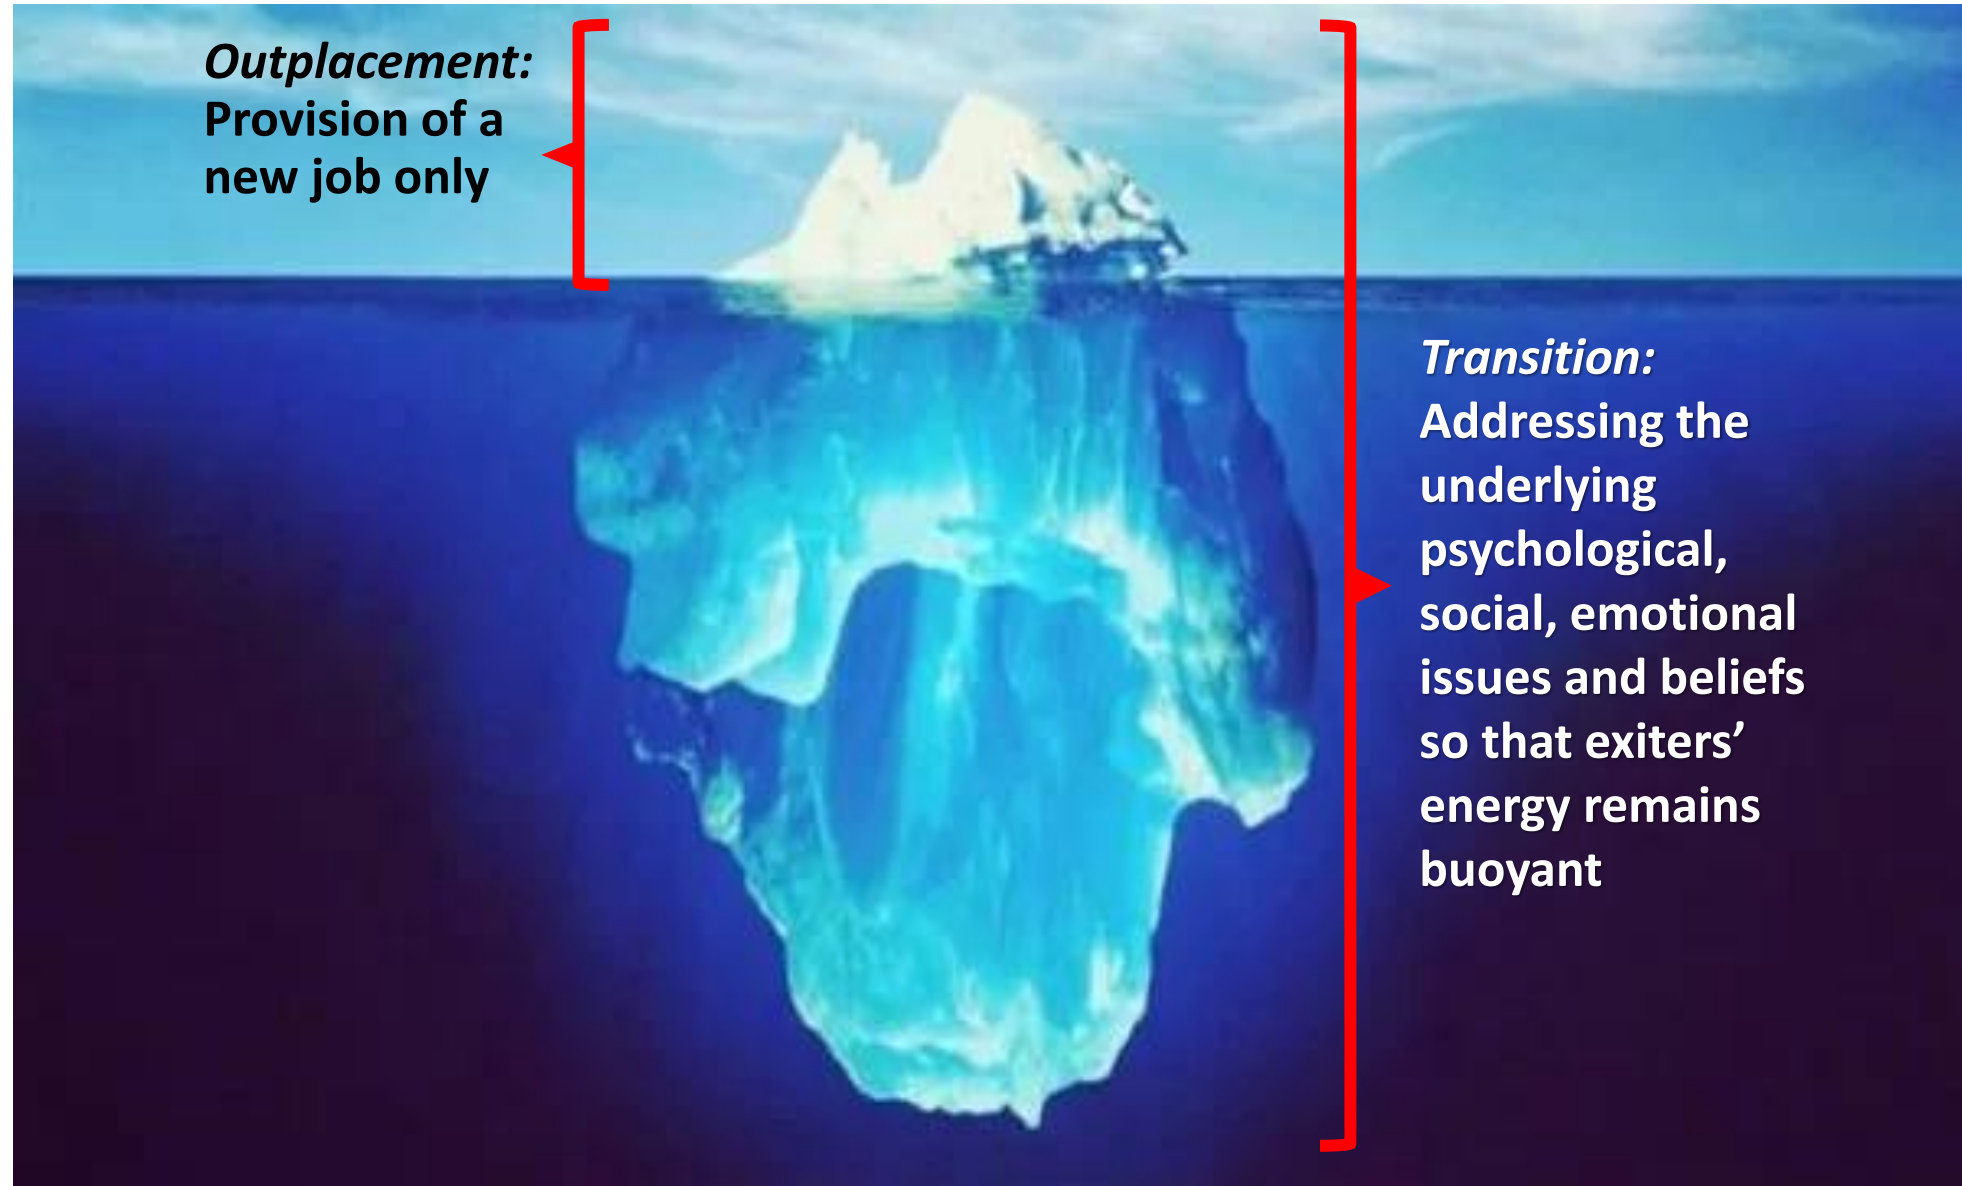 Outplacement:
Provision of a
new job only
Transition:
Addressing the
underlying
psychological,
social, emotional
issues and beliefs
so that exiters’
energy remains
buoyant